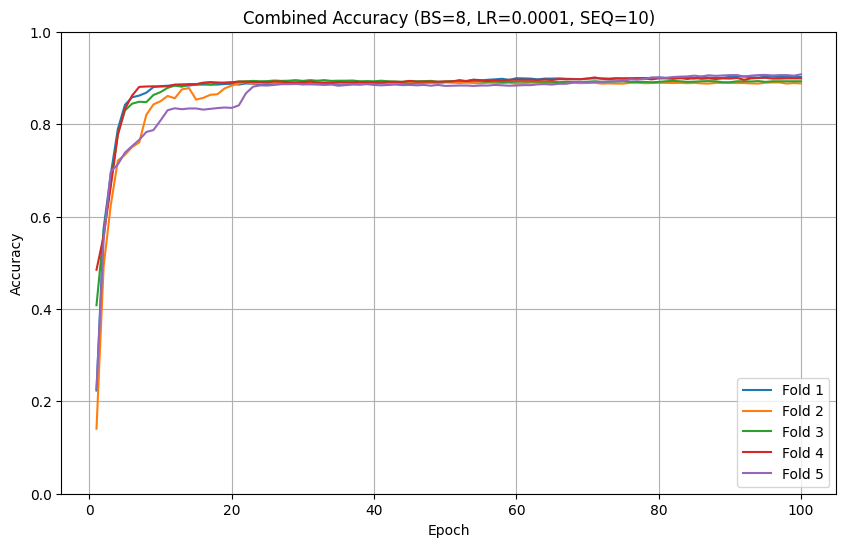 Combined Accuracy (BS=8, LR=0.0001, SEQ=10)
1.0
0.8
0.6
0.4
0.2
0.0
Accuracy
0 20 40 60 80 100
Epoch
Fold 1
Fold 2
Fold 3
Fold 4
Fold 5